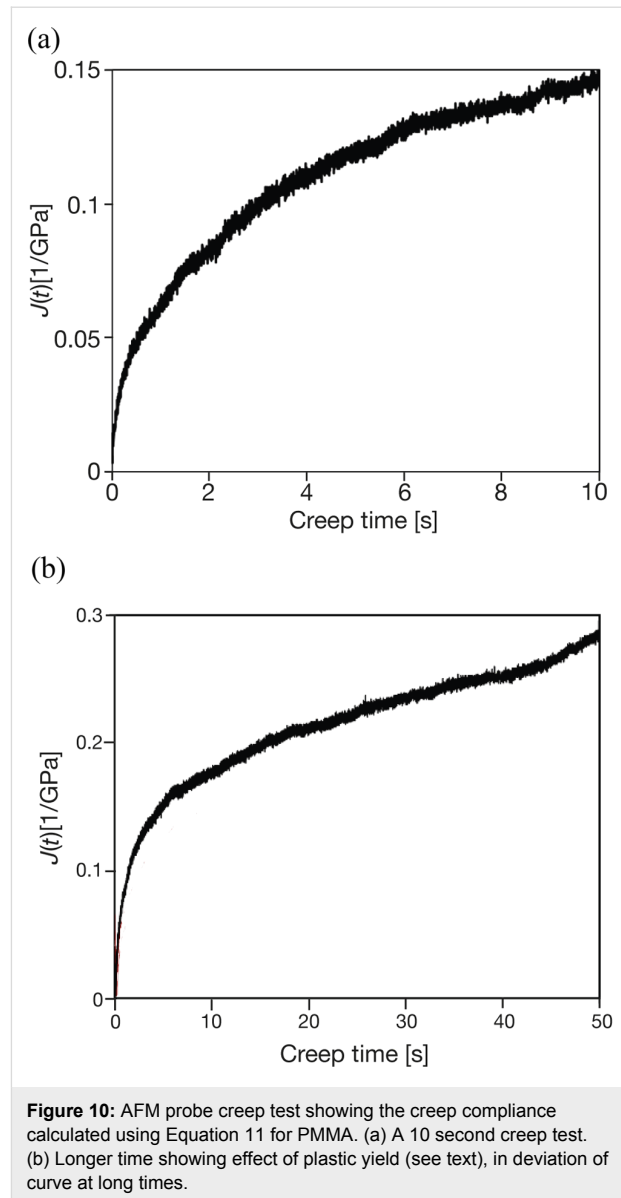 (a)
0.15
0.1
0.05
0
J(t)[1/GPa]
0 2 4 6 8 10
Creep time [s]
(b)
0.3
0.2
0.1
0
J(t)[1/GPa]
0 10 20 30 40 50
Creep time [s]
Figure 10: AFM probe creep test showing the creep compliance
calculated using Equation 11 for PMMA. (a) A 10 second creep test.
(b) Longer time showing effect of plastic yield (see text), in deviation of
curve at long times.